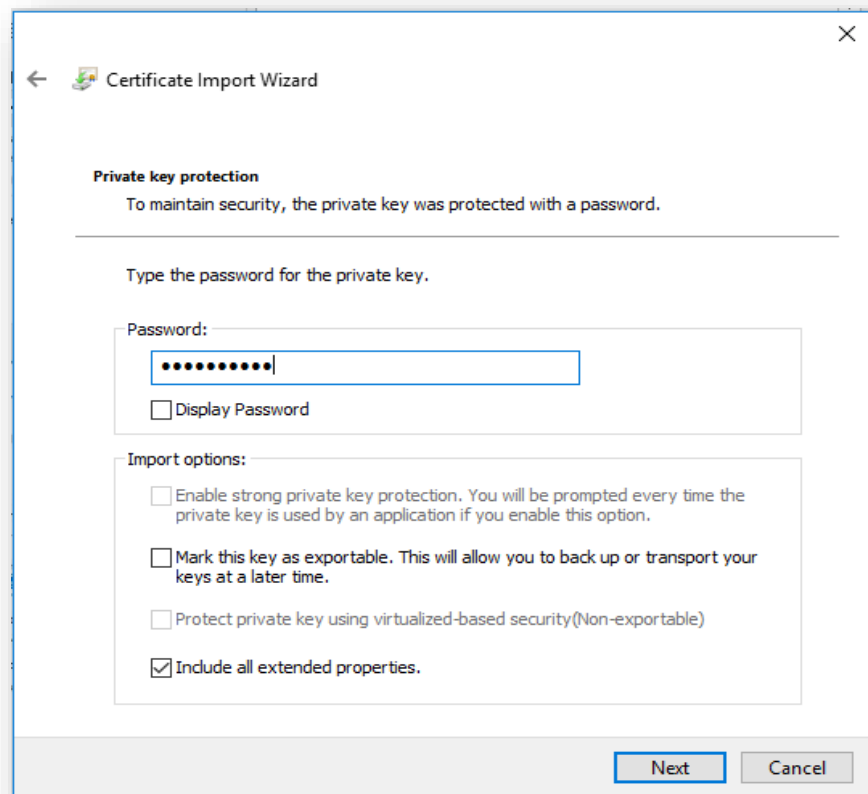 Certificate Import Wizard
Private key protection
To maintain security, the private key was protected with a password.
Type the password for the private key.
Password:
●●●●●●●●●●
Display Password
Import options:
Enable strong private key protection. You will be prompted every time the
private key is used by an application if you enable this option.
Mark this key as exportable. This will allow you to back up or transport your
keys at a later time.
Protect private key using virtualized-based security(Non-exportable)
Include all extended properties.
Next Cancel